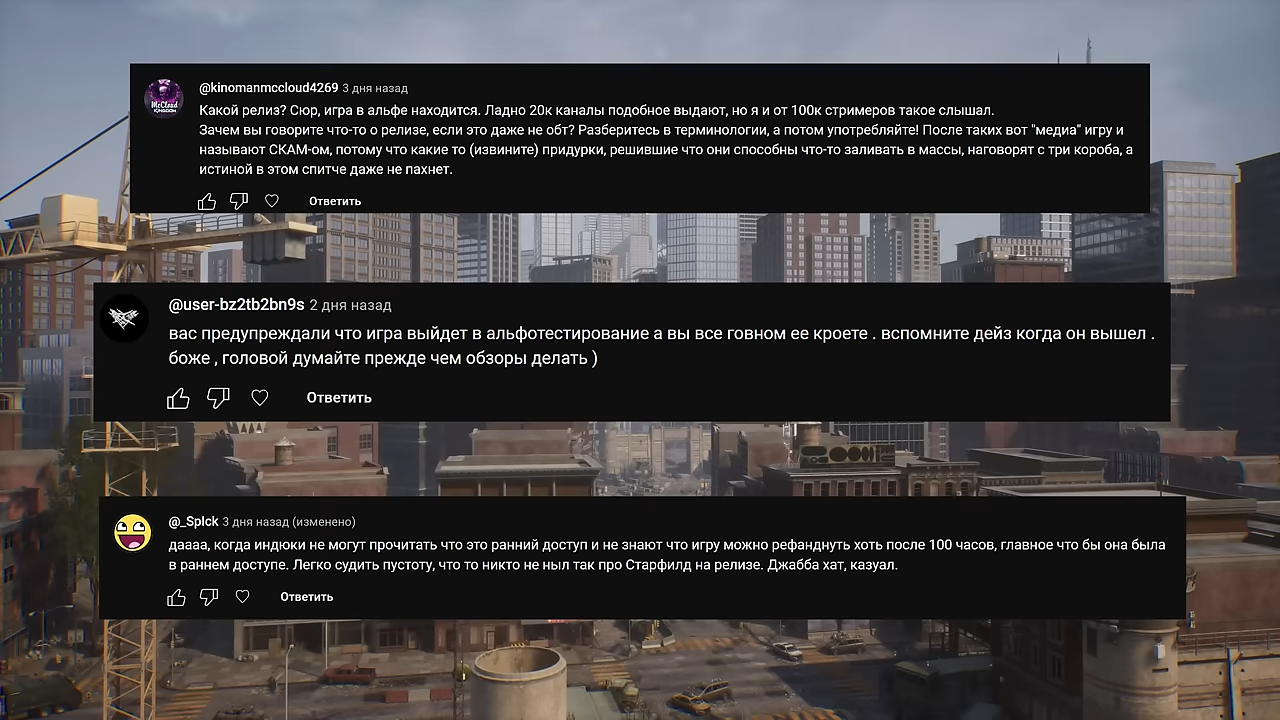 @kinomanmccloud4269 3 дня назад
Какой релиз? Сюр, игра в альфе находится. Ладно 20к каналы подобное выдают, но я и от 100к стримеров такое слышал.
Зачем вы говорите что-то о релизе, если это даже не обт? Разберитесь в терминологии, а потом употребляйте! После таких вот "медиа" игру и
называют СКАМ-ом, потому что какие то (извините) придурки, решившие что они способны что-то заливать в массы, наговорят с три короба, а
истиной в этом спитче даже не пахнет.
Ответить
@user-bz2tb2bn9s 2 дня назад
вас предупреждали что игра выйдет в альфотестирование а вы все говном ее кроете . вспомните дейз когда он вышел .
боже , головой думайте прежде чем обзоры делать )
Ответить
@_Splck 3 дня назад (изменено)
даааа, когда индюки не могут прочитать что это ранний доступ и не знают что игру можно рефанднуть хоть после 100 часов, главное что бы она была
в раннем доступе. Легко судить пустоту, что то никто не ныл так про Старфилд на релизе. Джабба хат, казуал.
Ответить